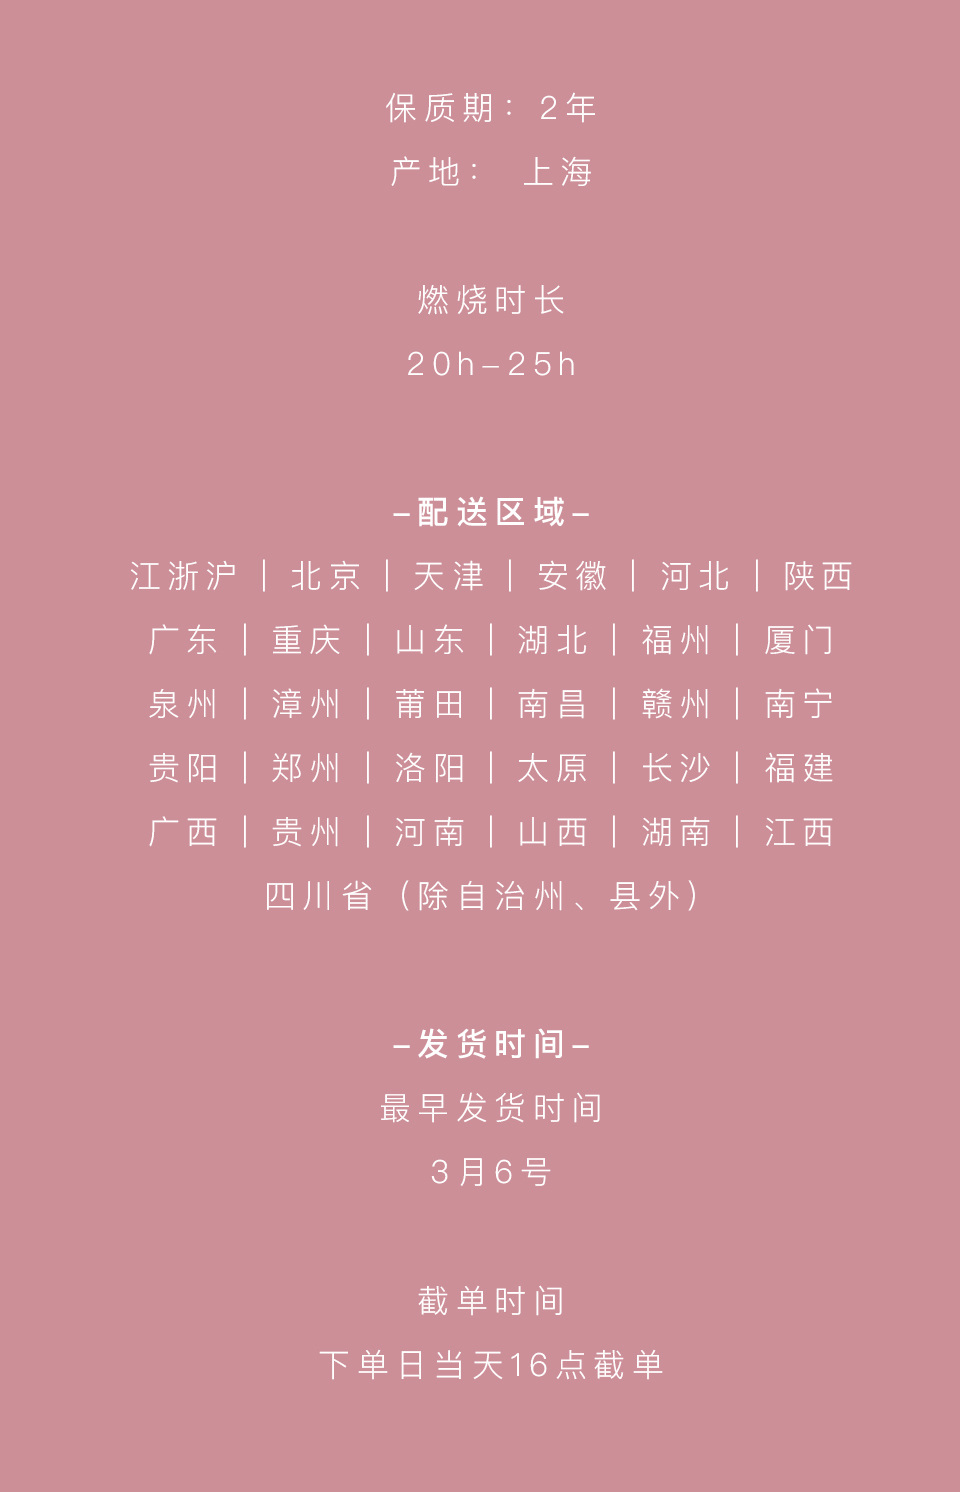 保质期：2年
产地： 上海
燃烧时长
20h–25h
–配送区域–
江浙沪｜北京｜天津｜安徽｜河北｜陕西
广东｜重庆｜山东｜湖北｜福州｜厦门
泉州｜漳州｜莆田｜南昌｜赣州｜南宁
贵阳｜郑州｜洛阳｜太原｜长沙｜福建
广西｜贵州｜河南｜山西｜湖南｜江西
四川省（除自治州、县外）
–发货时间–
最早发货时间
3月6号
截单时间
下单日当天16点截单